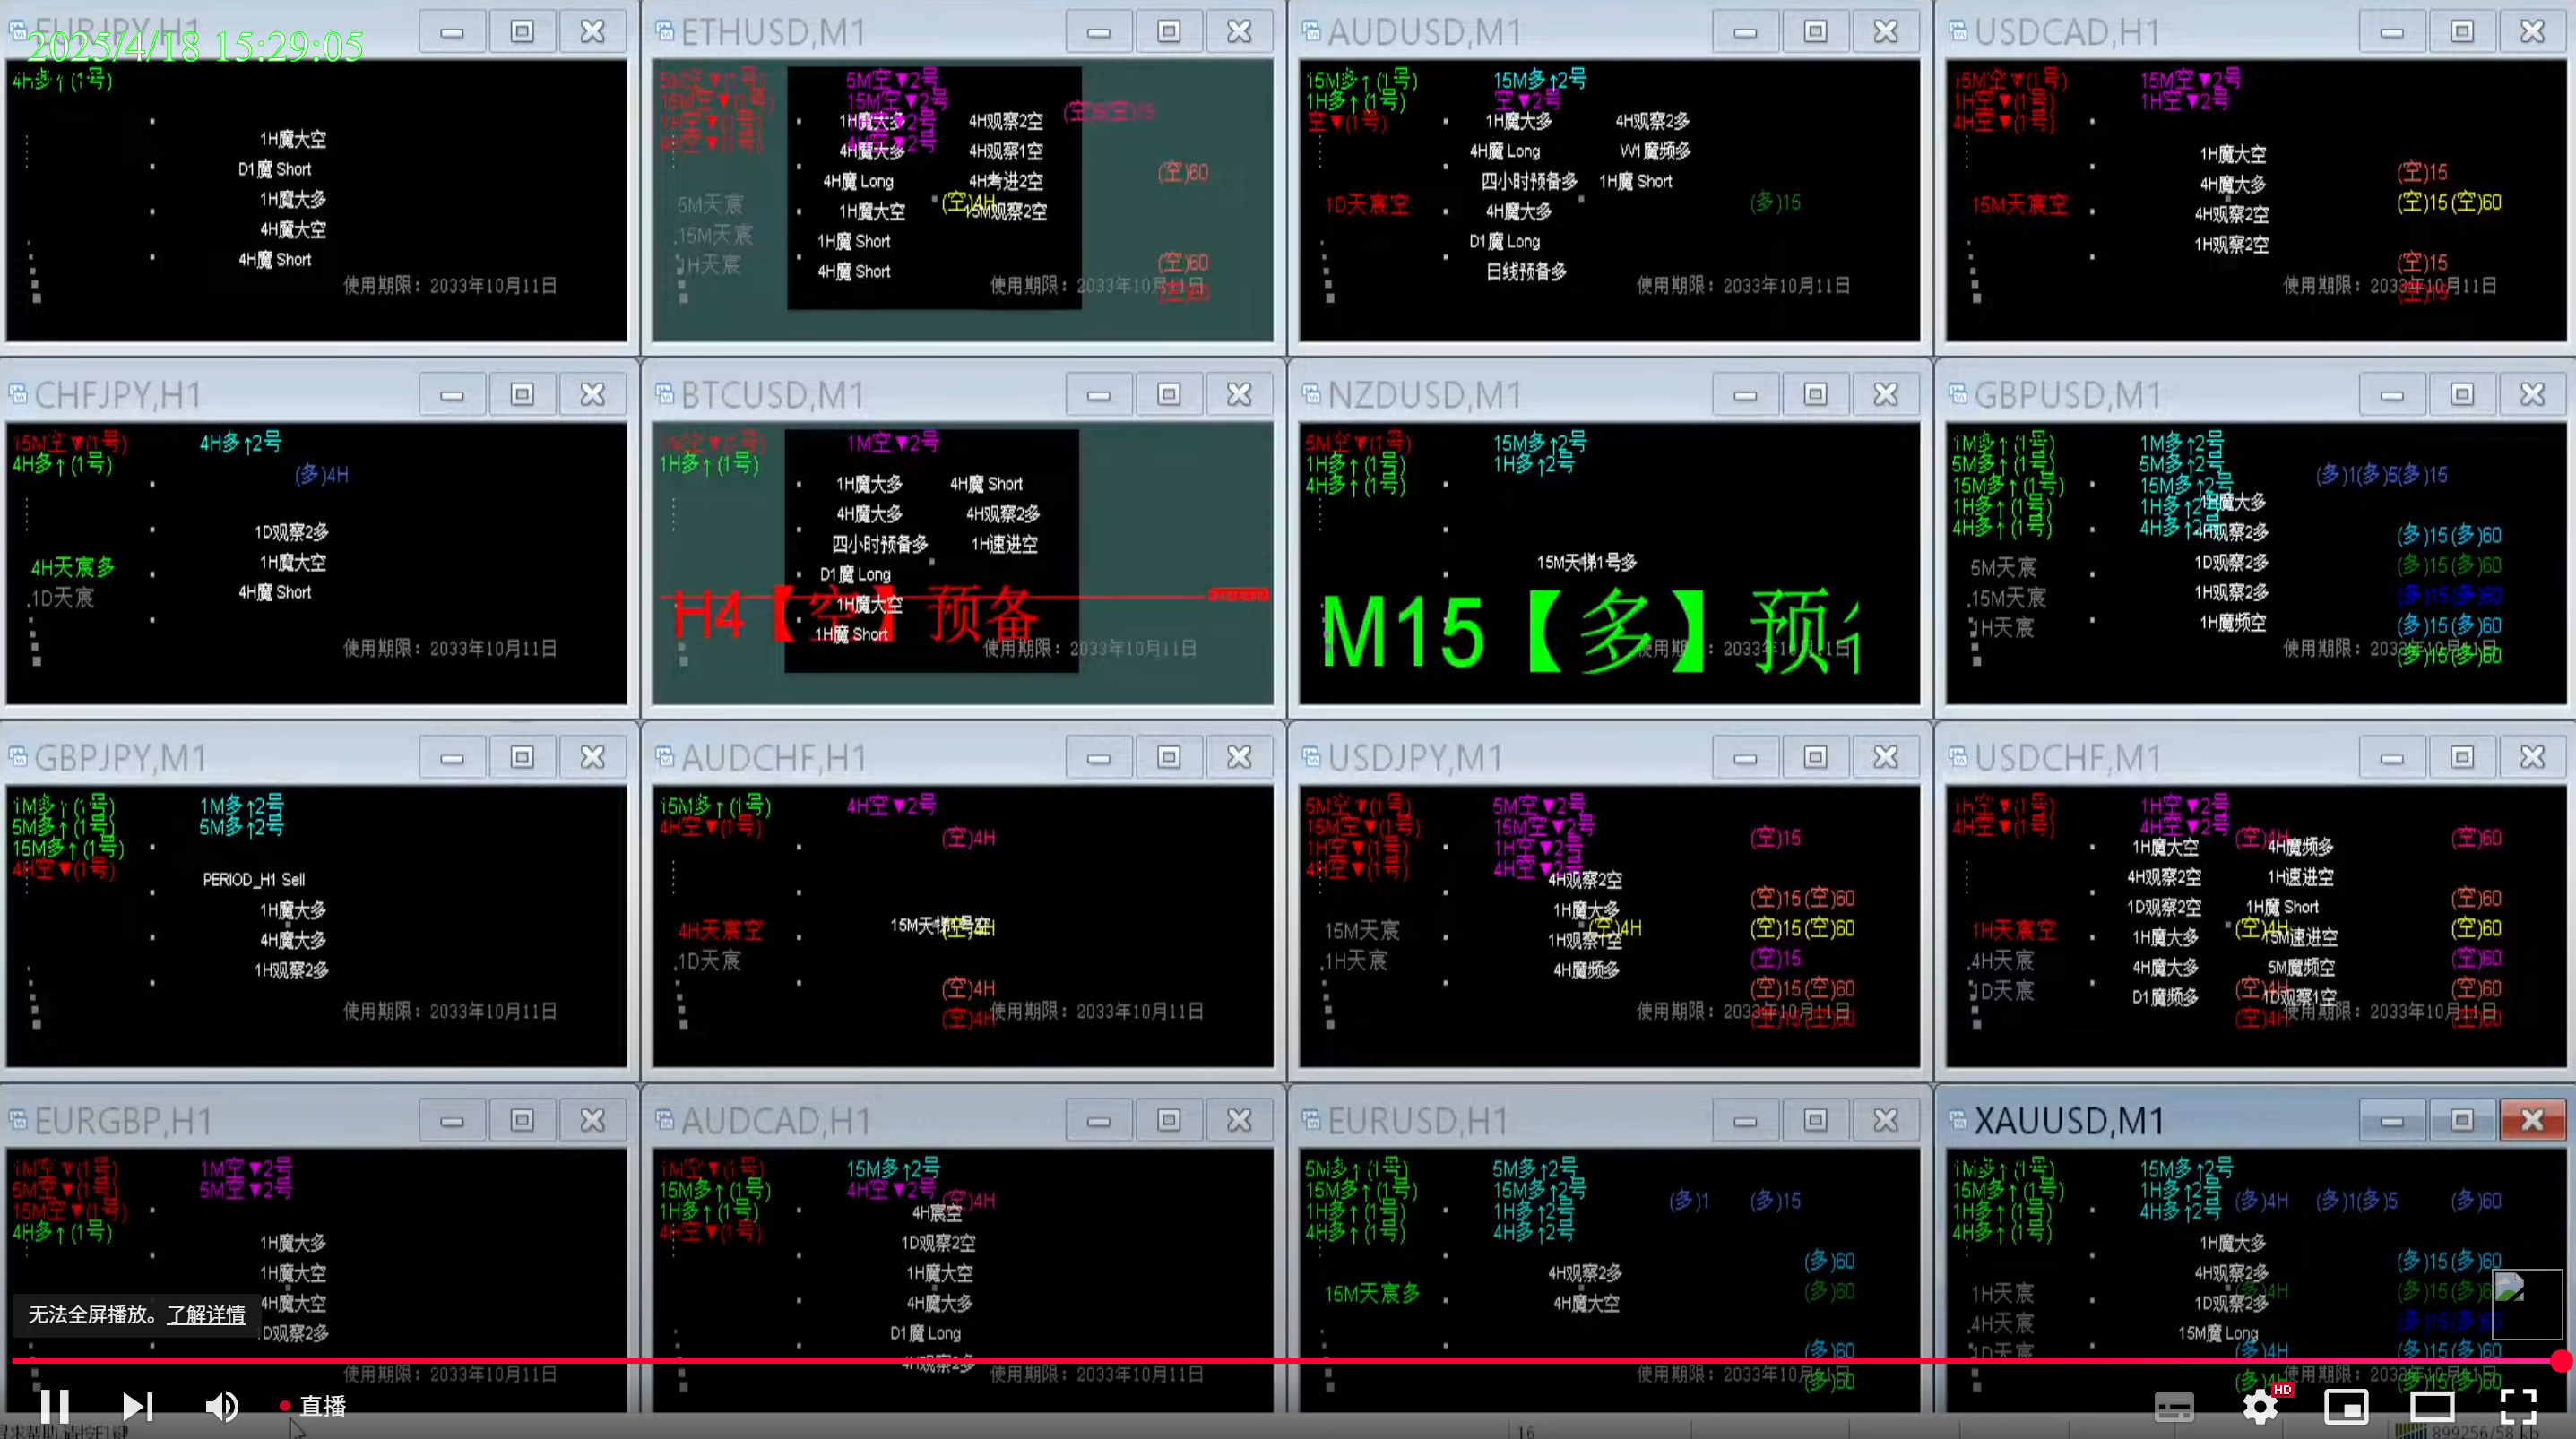 EURJPY,H1
2025/4/18 15:29:05
4H多↑(1号)
1H魔大空
D1魔 Short
1H魔大多
4H魔大空
4H魔 Short
使用期限：2033年10月11日
ETHUSD,M1
5M空▼(1号)
15M空▼(1号)
1H空▼(1号)
4H空▼(1号)
5M空▼2号
15M空▼2号
1H魔大多
4H魔大多
4H魔 Long
1H魔大空
1H魔 Short
4H魔 Short
4H观察2空
4H观察1空
4H考进2空
15M观察2空
(空)4H
(空)60
(空)60
(空)60
5M天宸
15M天宸
1H天宸
使用期限：2033年10月11日
AUDUSD,M1
15M多↑(1号)
1H多↑(1号)
空▼(1号)
15M多↑2号
空▼2号
1H魔大多
4H魔 Long
四小时预备多
4H魔大多
D1魔 Long
日线预备多
4H观察2多
W1魔频多
1H魔 Short
1D天宸空
(多)15
使用期限：2033年10月11日
USDCAD,H1
15M空▼(1号)
1H空▼(1号)
4H空▼(1号)
15M空▼2号
1H空▼2号
1H魔大空
4H魔大多
4H观察2空
1H观察2空
15M天宸空
(空)15
(空)15(空)60
(空)15
(空)15
使用期限：2033年10月11日
CHFJPY,H1
15M空▼(1号)
4H多↑(1号)
4H多↑2号
(多)4H
1D观察2多
1H魔大空
4H魔 Short
4H天宸多
1D天宸
使用期限：2033年10月11日
BTCUSD,M1
1H多↑(1号)
1M空▼2号
1H魔大多
4H魔大多
四小时预备多
D1魔 Long
1H魔大空
1H魔 Short
4H魔 Short
4H观察2多
1H速进空
H4【空】预备
使用期限：2033年10月11日
NZDUSD,M1
5M空▼(1号)
1H多↑(1号)
4H多↑(1号)
15M多↑2号
1H多↑2号
15M天梯1号多
M15【多】预
使用期限：2033年10月11日
GBPUSD,M1
1M多↑(1号)
5M多↑(1号)
15M多↑(1号)
1H多↑(1号)
4H多↑(1号)
1M多↑2号
5M多↑2号
15M多↑2号
1H多↑2号
4H多↑2号
1H魔大多
4H观察2多
1D观察2多
1H观察2多
1H魔频空
(多)1(多)5(多)15
(多)15(多)60
(多)15(多)60
(多)15(多)60
(多)15(多)60
(多)15(多)60
5M天宸
15M天宸
1H天宸
使用期限：2033年10月11日
GBPJPY,M1
1M多↑(1号)
5M多↑(1号)
15M多↑(1号)
4H空▼(1号)
1M多↑2号
5M多↑2号
PERIOD_H1 Sell
1H魔大多
4H魔大多
1H观察2多
使用期限：2033年10月11日
AUDCHF,H1
15M多↑(1号)
4H空▼(1号)
4H空▼2号
(空)4H
15M天梯1号空
(空)4H
(空)4H
(空)4H
4H天宸空
1D天宸
使用期限：2033年10月11日
USDJPY,M1
5M空▼(1号)
15M空▼(1号)
1H空▼(1号)
4H空▼(1号)
5M空▼2号
15M空▼2号
1H空▼2号
4H空▼2号
4H观察2空
1H魔大多
1H观察1空
4H魔频多
(空)4H
(空)15
(空)15(空)60
(空)15(空)60
(空)15
(空)15(空)60
(空)15(空)60
15M天宸
1H天宸
使用期限：2033年10月11日
USDCHF,M1
1H空▼(1号)
4H空▼(1号)
1H空▼2号
4H空▼2号
1H魔大空
4H观察2空
1D观察2空
1H魔大多
4H魔大多
D1魔频多
(空)4H
4H魔频多
1H速进空
1H魔 Short
(空)4H
15M速进空
5M魔频空
(空)4H
1D观察1空
(空)4H
(空)60
(空)60
(空)60
(空)60
(空)60
(空)60
1H天宸空
4H天宸
1D天宸
使用期限：2033年10月11日
EURGBP,H1
1M空▼(1号)
5M空▼(1号)
15M空▼(1号)
4H多↑(1号)
1M空▼2号
5M空▼2号
1H魔大多
1H魔大空
4H魔大空
1D观察2多
使用期限：2033年10月11日
AUDCAD,H1
1M空▼(1号)
15M多↑(1号)
1H多↑(1号)
4H空▼(1号)
15M多↑2号
4H空▼2号
(空)4H
4H宸空
1D观察2空
1H魔大空
4H魔大多
D1魔 Long
4H观察2多
使用期限：2033年10月11日
EURUSD,H1
5M多↑(1号)
15M多↑(1号)
1H多↑(1号)
4H多↑(1号)
5M多↑2号
15M多↑2号
1H多↑2号
4H多↑2号
(多)1
(多)15
4H观察2多
4H魔大空
15M天宸多
(多)60
(多)60
(多)60
(多)60
使用期限：2033年10月11日
XAUUSD,M1
1M多↑(1号)
15M多↑(1号)
1H多↑(1号)
4H多↑(1号)
15M多↑2号
1H多↑2号
4H多↑2号
(多)4H
(多)1(多)5
(多)60
1H魔大多
4H观察2多
1D观察2多
15M魔 Long
(多)4H
(多)15(多)60
(多)15(多)60
1H天宸
4H天宸
1D天宸
使用期限：2033年10月11日
无法全屏播放。了解详情
直播
HD
16
899256/58 kb